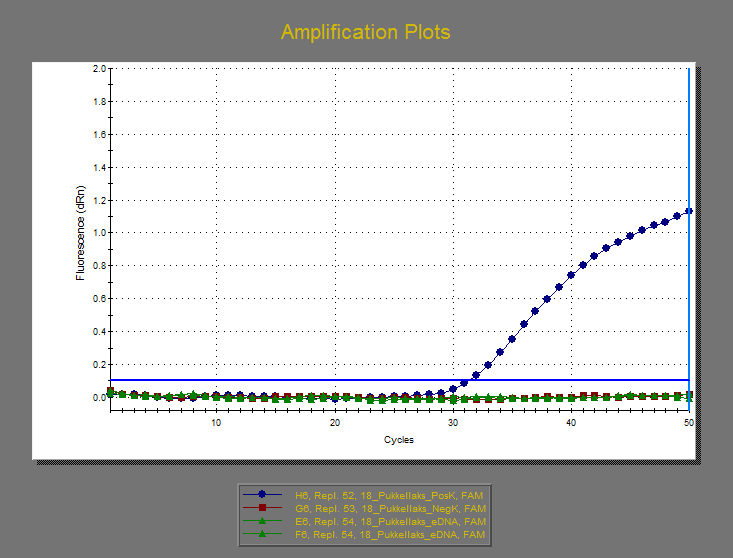 Amplification Plots
2.0
1.8
1.6
1.4
1.2
1.0
0.8
0.6
0.4
0.2
0.0
Fluorescence (dRn)
10 20 30 40 50
Cycles
H6, Repl. 52, 18_Pukkellaks_PosK, FAM
G6, Repl. 53, 18_Pukkellaks_NegK, FAM
E6, Repl. 54, 18_Pukkellaks_eDNA, FAM
F6, Repl. 54, 18_Pukkellaks_eDNA, FAM